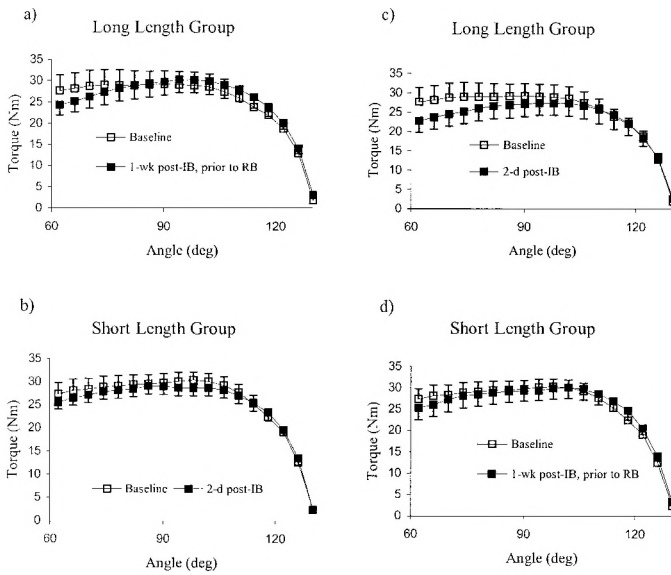 a)
Long Length Group
35
30
25
20
15
10
5
0
Torque (Nm)
Baseline
1-wk post-IB, prior to RB
60
90
120
Angle (deg)
c)
Long Length Group
35
30
25
20
15
10
5
0
Torque (Nm)
Baseline
2-d post-IB
60
90
120
Angle (deg)
b)
Short Length Group
35
30
25
20
15
10
5
0
Torque (Nm)
Baseline 2-d post-IB
60
90
120
Angle (deg)
d)
Short Length Group
35
30
25
20
15
10
5
0
Torque (Nm)
Baseline
1-wk post-IB, prior to RB
60
90
120
Angle (deg)